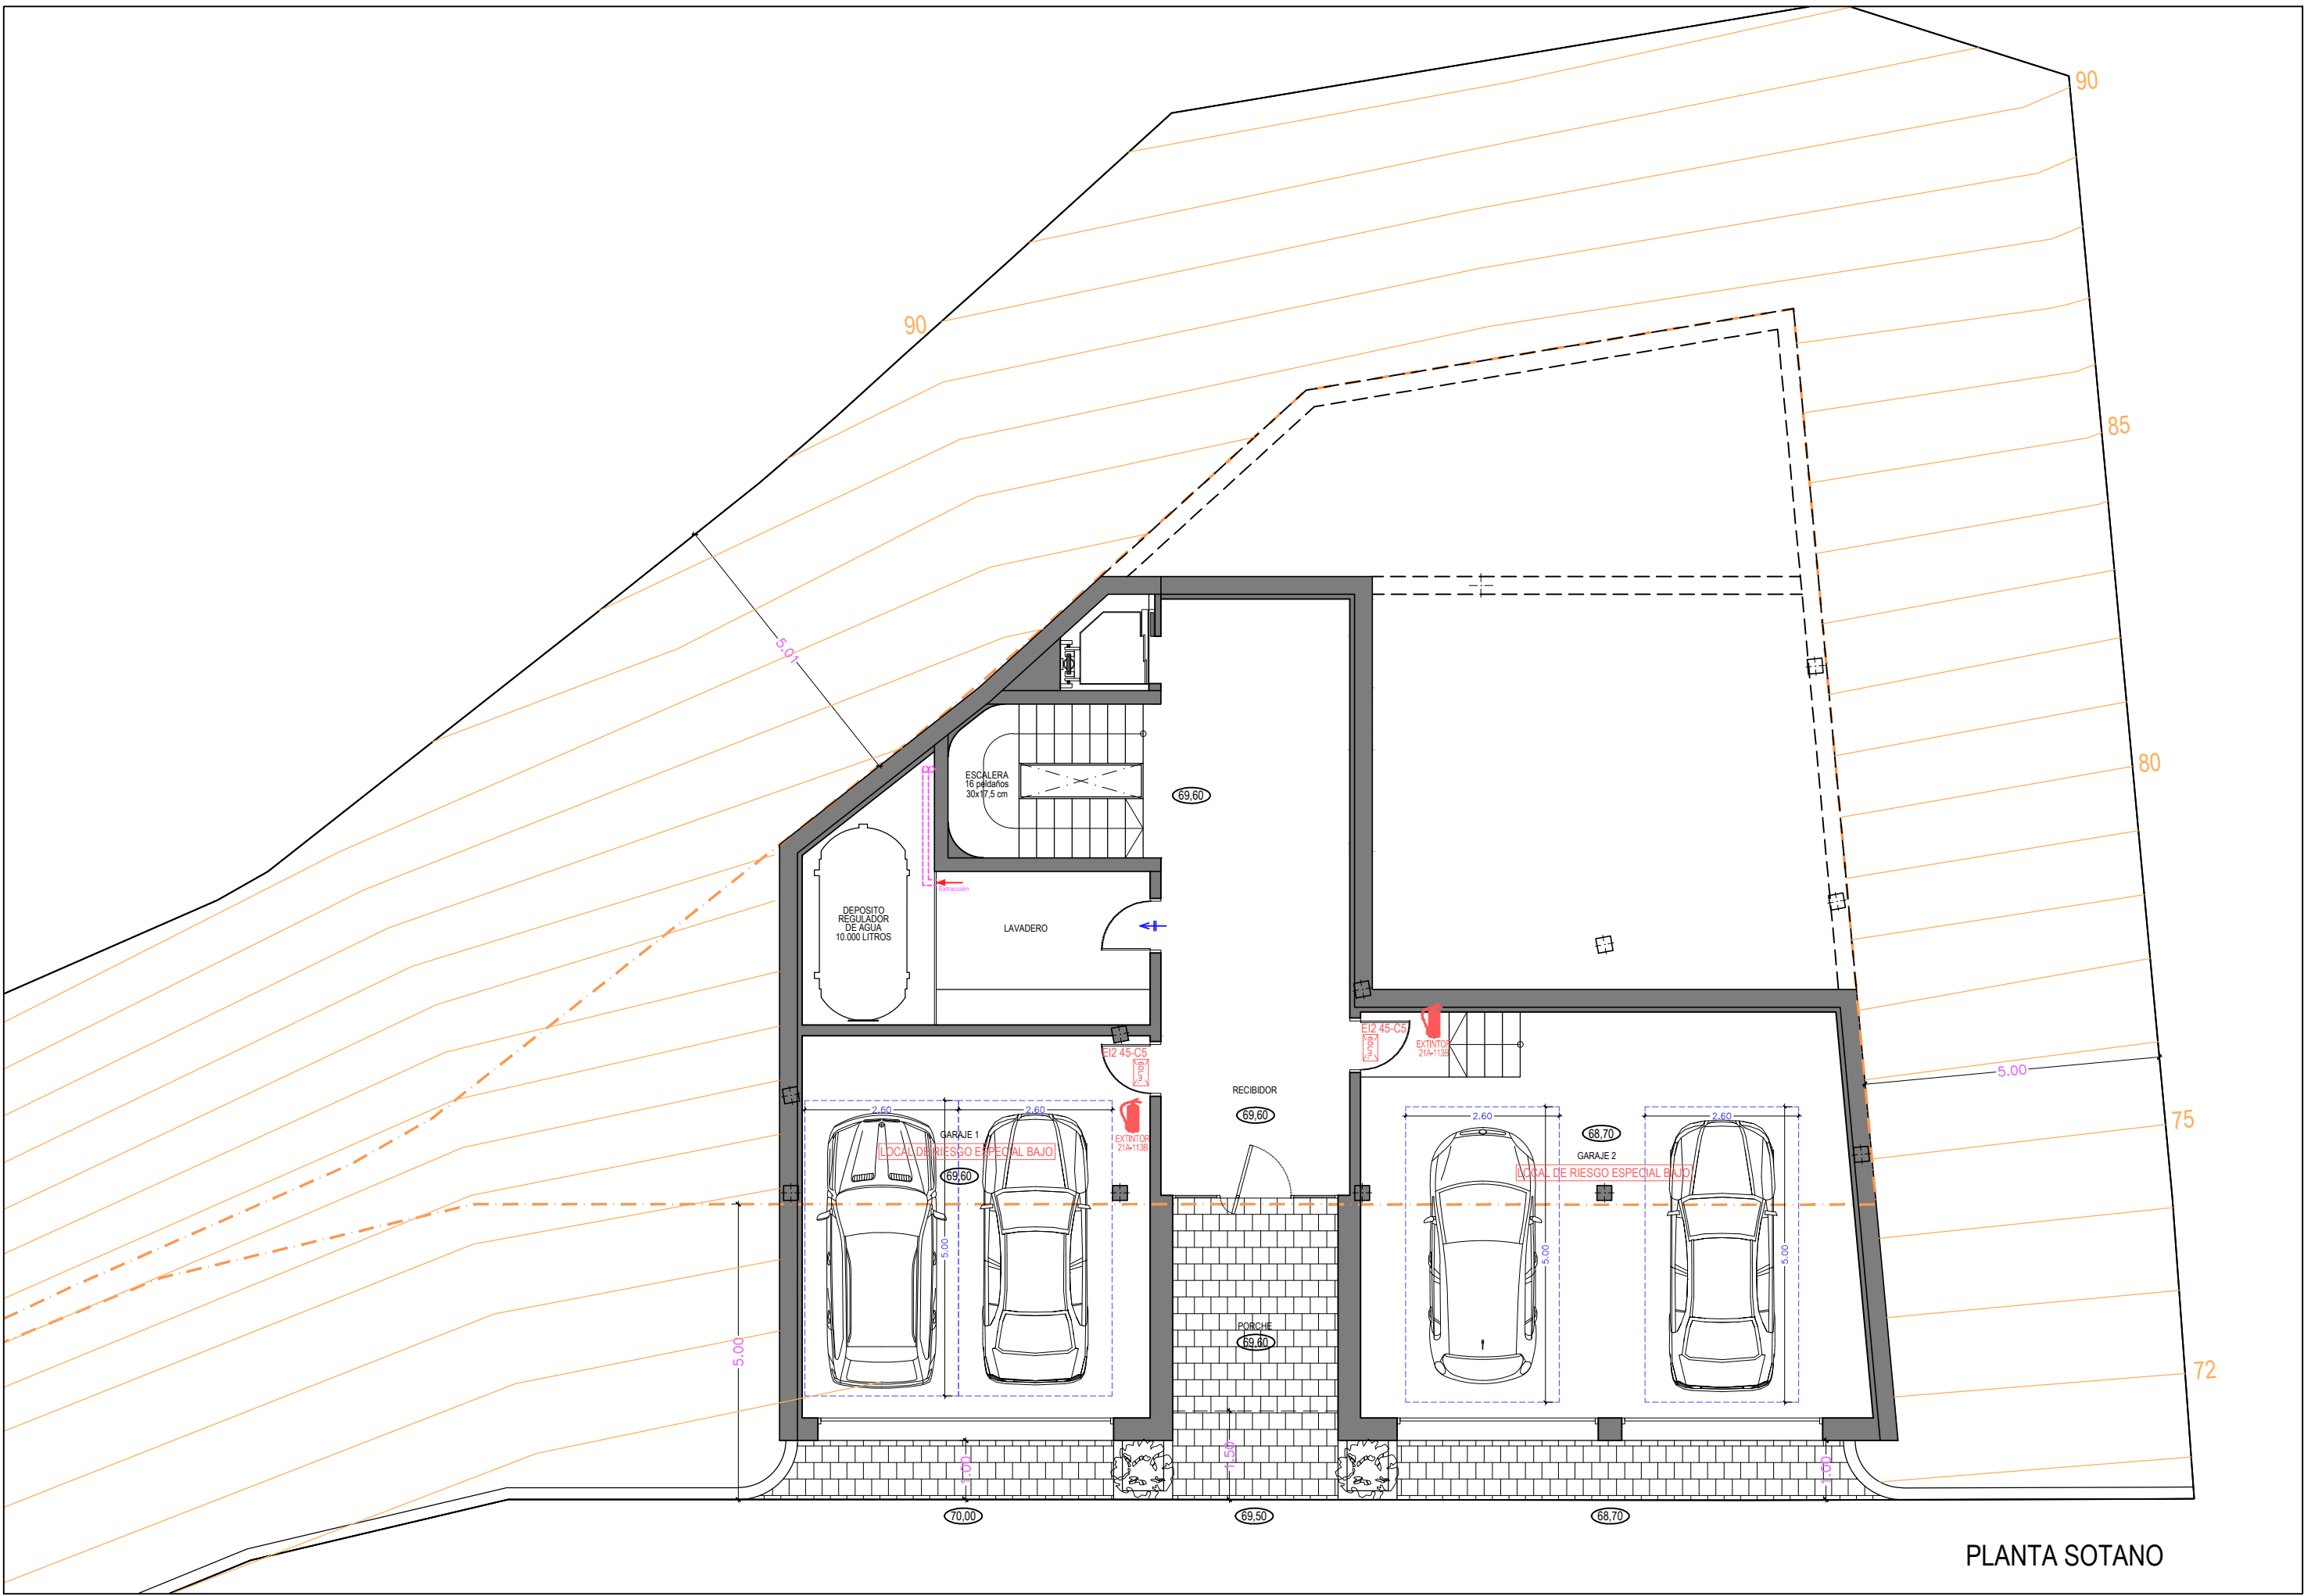 90
90
85
5.01
80
ESCALERA
16 peldaños
30x17,5 cm
69,60
Extracción
DEPOSITO
REGULADOR
DE AGUA
10.000 LITROS
LAVADERO
EI2 45-C5
60Lm.
EXTINTOR
21A-113B
EI2 45-C5
60Lm.
EXTINTOR
21A-113B
RECIBIDOR
69,60
5.00
75
2.60
2.60
2.60
2.60
GARAJE 1
LOCAL DE RIESGO ESPECIAL BAJO
69,60
68,70
GARAJE 2
LOCAL DE RIESGO ESPECIAL BAJO
5.00
5.00
5.00
5.00
PORCHE
69,60
72
1.00
1.50
1.00
70,00
69,50
68,70
PLANTA SOTANO